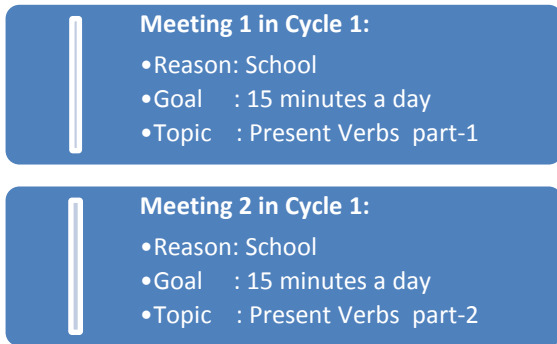 Meeting 1 in Cycle 1:
•Reason: School
•Goal : 15 minutes a day
•Topic : Present Verbs part-1
Meeting 2 in Cycle 1:
•Reason: School
•Goal : 15 minutes a day
•Topic : Present Verbs part-2